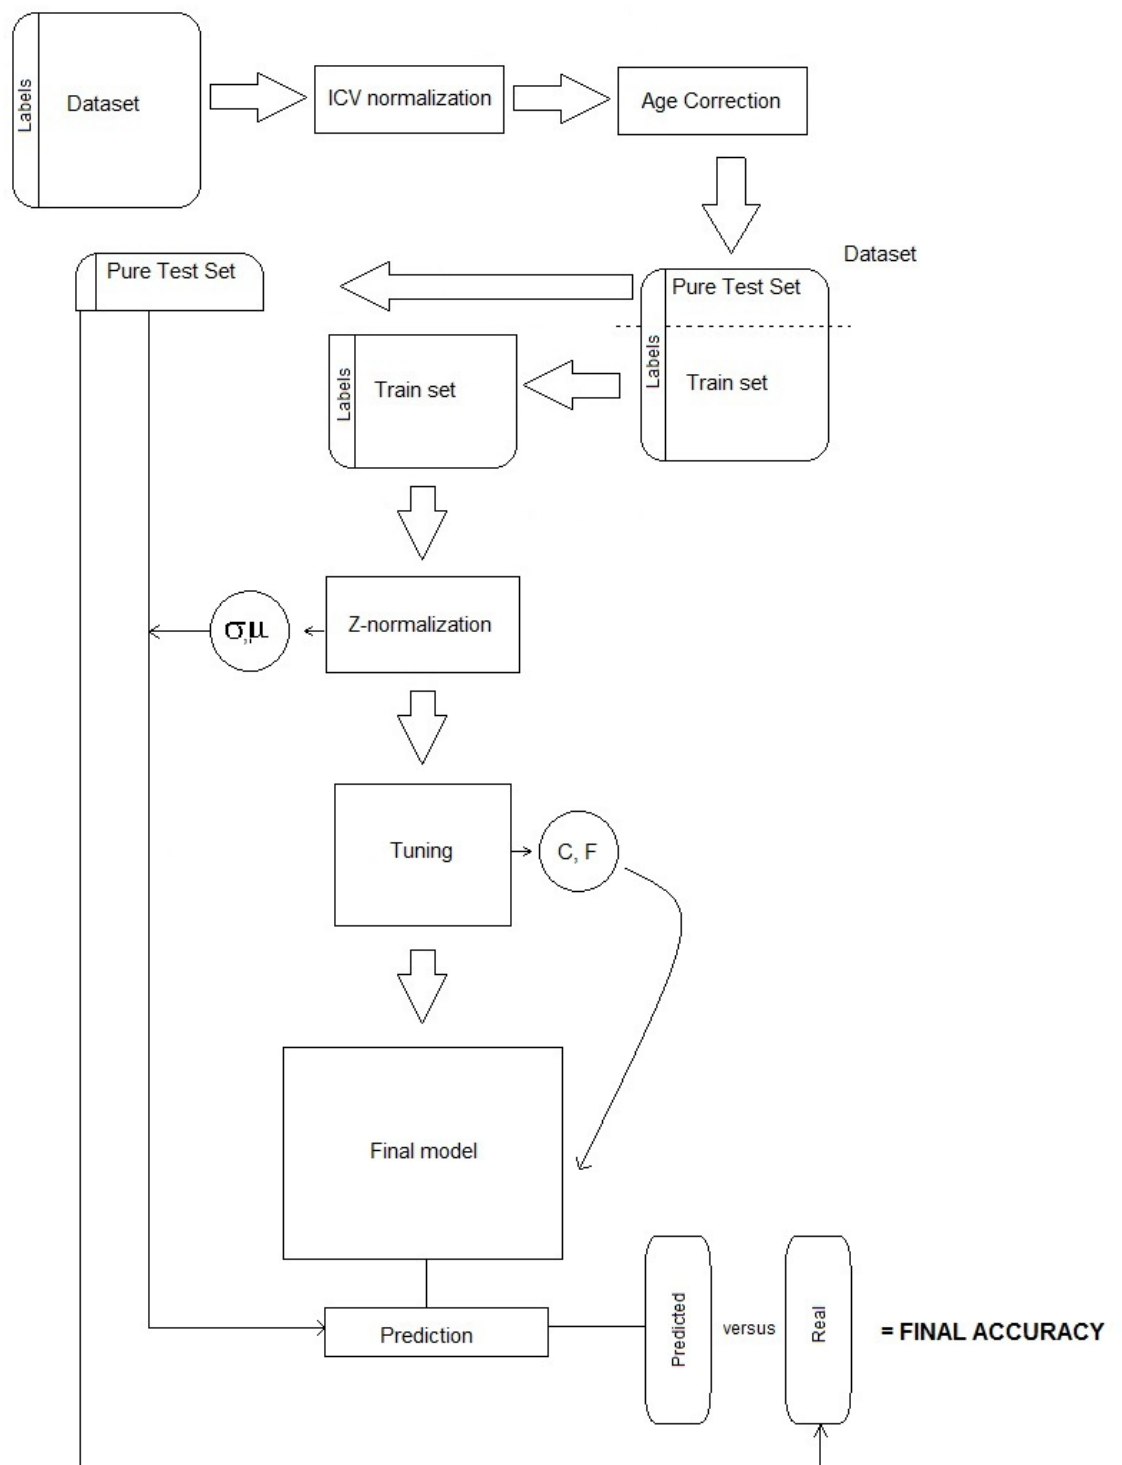 Labels
Dataset
ICV normalization
Age Correction
Dataset
Pure Test Set
Pure Test Set
Labels
Train set
Labels
Train set
Z-normalization
σ,μ
Tuning
C, F
Final model
Prediction
Predicted
versus
Real
= FINAL ACCURACY